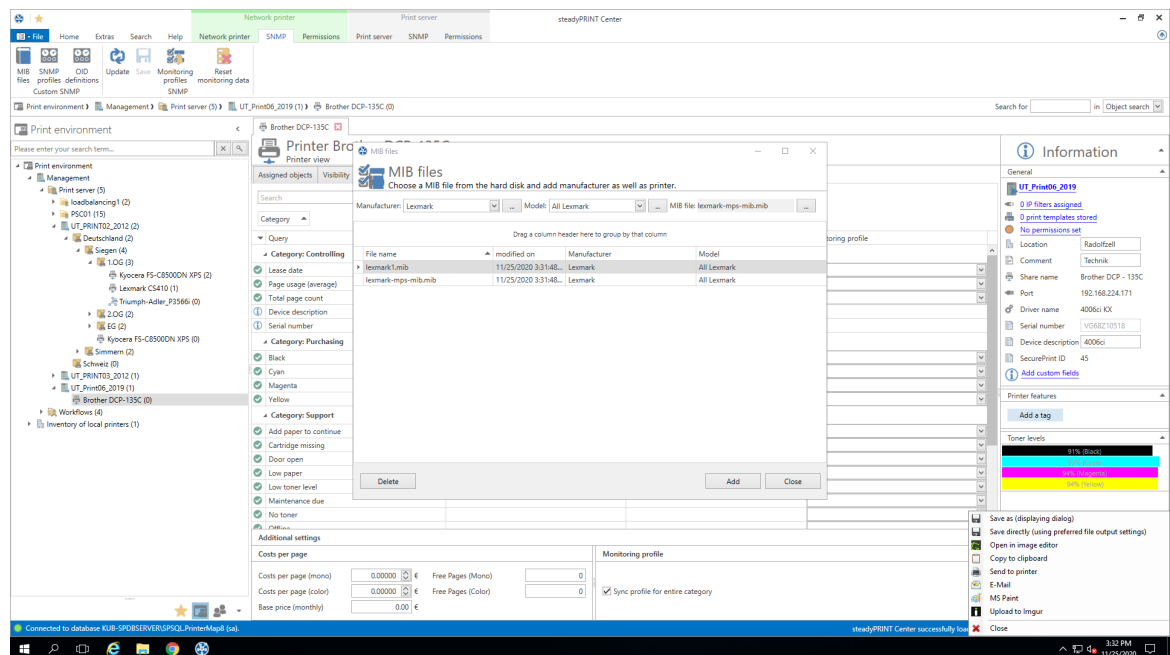 Network printer
Print server
steadyPRINT Center
File Home Extras Search Help Network printer SNMP Permissions Print server SNMP Permissions
MIB files
SNMP profiles
OID definitions
Update
Save
Monitoring profiles
Reset monitoring data
Custom SNMP
SNMP
Print environment Management Print server (5) UT_Print06_2019 (1) Brother DCP-135C (0)
Search for
in Object search
Print environment
Please enter your search term...
Print environment
Management
Print server (5)
loadbalancing1 (2)
PSC01 (15)
UT_PRINT02_2012 (2)
Deutschland (2)
Siegen (4)
1.OG (3)
Kyocera FS-C8500DN XPS (2)
Lexmark CS410 (1)
Triumph-Adler_P3566i (0)
2.OG (2)
EG (2)
Kyocera FS-C8500DN XPS (0)
Simmern (2)
Schweiz (0)
UT_PRINT03_2012 (1)
UT_Print06_2019 (1)
Brother DCP-135C (0)
Workflows (4)
Inventory of local printers (1)
Brother DCP-135C
Printer Bro
Printer view
Assigned objects Visibility
Search
Category
Query
toring profile
Category: Controlling
Lease date
Page usage (average)
Total page count
Device description
Serial number
Category: Purchasing
Black
Cyan
Magenta
Yellow
Category: Support
Add paper to continue
Cartridge missing
Door open
Low paper
Low toner level
Maintenance due
No toner
Offline
MIB files
MIB files
Choose a MIB file from the hard disk and add manufacturer as well as printer.
Manufacturer: Lexmark ... Model: All Lexmark ... MIB file: lexmark-mps-mib.mib ...
Drag a column header here to group by that column
File name modified on Manufacturer Model
lexmark1.mib 11/25/2020 3:31:48... Lexmark All Lexmark
lexmark-mps-mib.mib 11/25/2020 3:31:48... Lexmark All Lexmark
Delete
Add
Close
Additional settings
Costs per page
Costs per page (mono) 0.00000 € Free Pages (Mono) 0
Costs per page (color) 0.00000 € Free Pages (Color) 0
Base price (monthly) 0.00 €
Monitoring profile
Sync profile for entire category
Information
General
UT_Print06_2019
0 IP filters assigned
0 print templates stored
No permissions set
Location Radolfzell
Comment Technik
Share name Brother DCP - 135C
Port 192.168.224.171
Driver name 4006ci KX
Serial number VG68Z10518
Device description 4006ci
SecurePrint ID 45
Add custom fields
Printer features
Add a tag
Toner levels
91% (Black)
94% (Magenta)
94% (Yellow)
Save as (displaying dialog)
Save directly (using preferred file output settings)
Open in image editor
Copy to clipboard
Send to printer
E-Mail
MS Paint
Upload to Imgur
Close
Connected to database KUB-SPDBSERVER\SPSQL.PrinterMap8 (sa).
steadyPRINT Center successfully loa
3:32 PM
11/25/2020